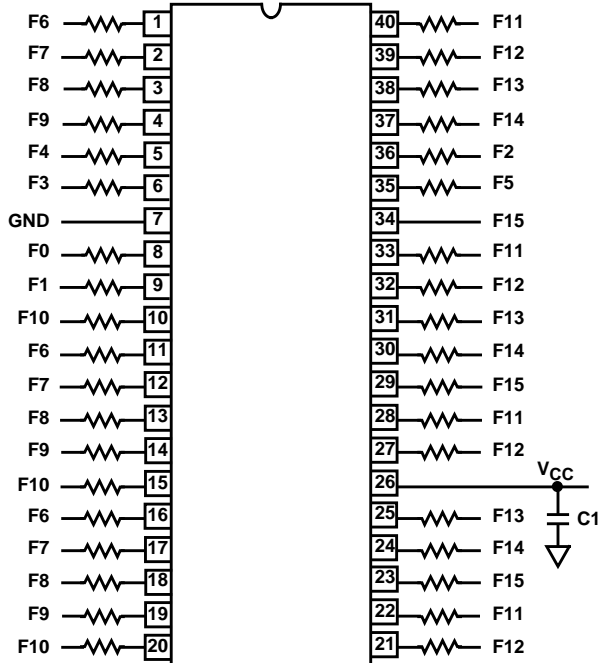 F6 1 40 F11
F7 2 39 F12
F8 3 38 F13
F9 4 37 F14
F4 5 36 F2
F3 6 35 F5
GND 7 34 F15
F0 8 33 F11
F1 9 32 F12
F10 10 31 F13
F6 11 30 F14
F7 12 29 F15
F8 13 28 F11
F9 14 27 F12
F10 15 26 VCC
F6 16 25 F13 C1
F7 17 24 F14
F8 18 23 F15
F9 19 22 F11
F10 20 21 F12